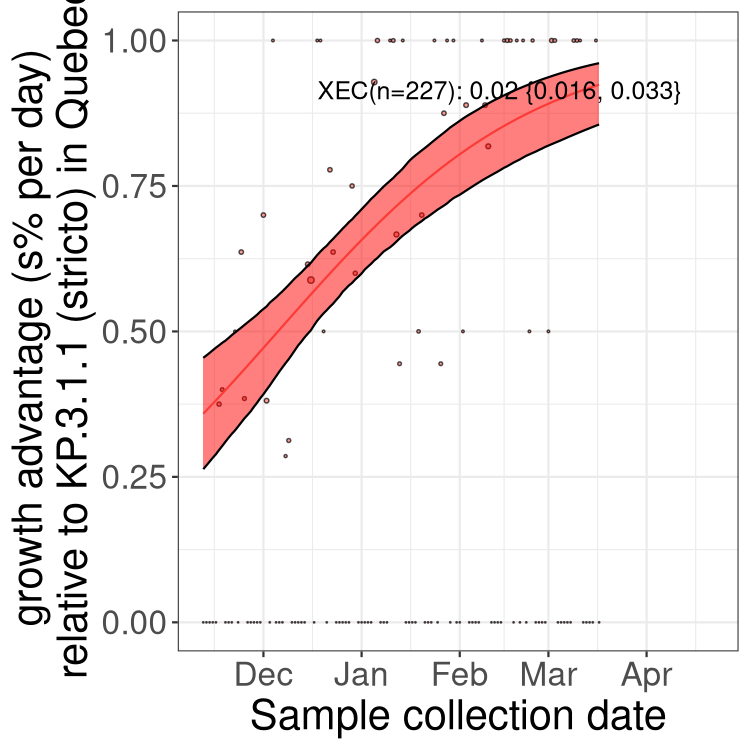 growth advantage (s% per day)
relative to KP.3.1.1 (stricto) in Quebec
1.00
0.75
0.50
0.25
0.00
XEC(n=227): 0.02 {0.016, 0.033}
Dec Jan Feb Mar Apr
Sample collection date